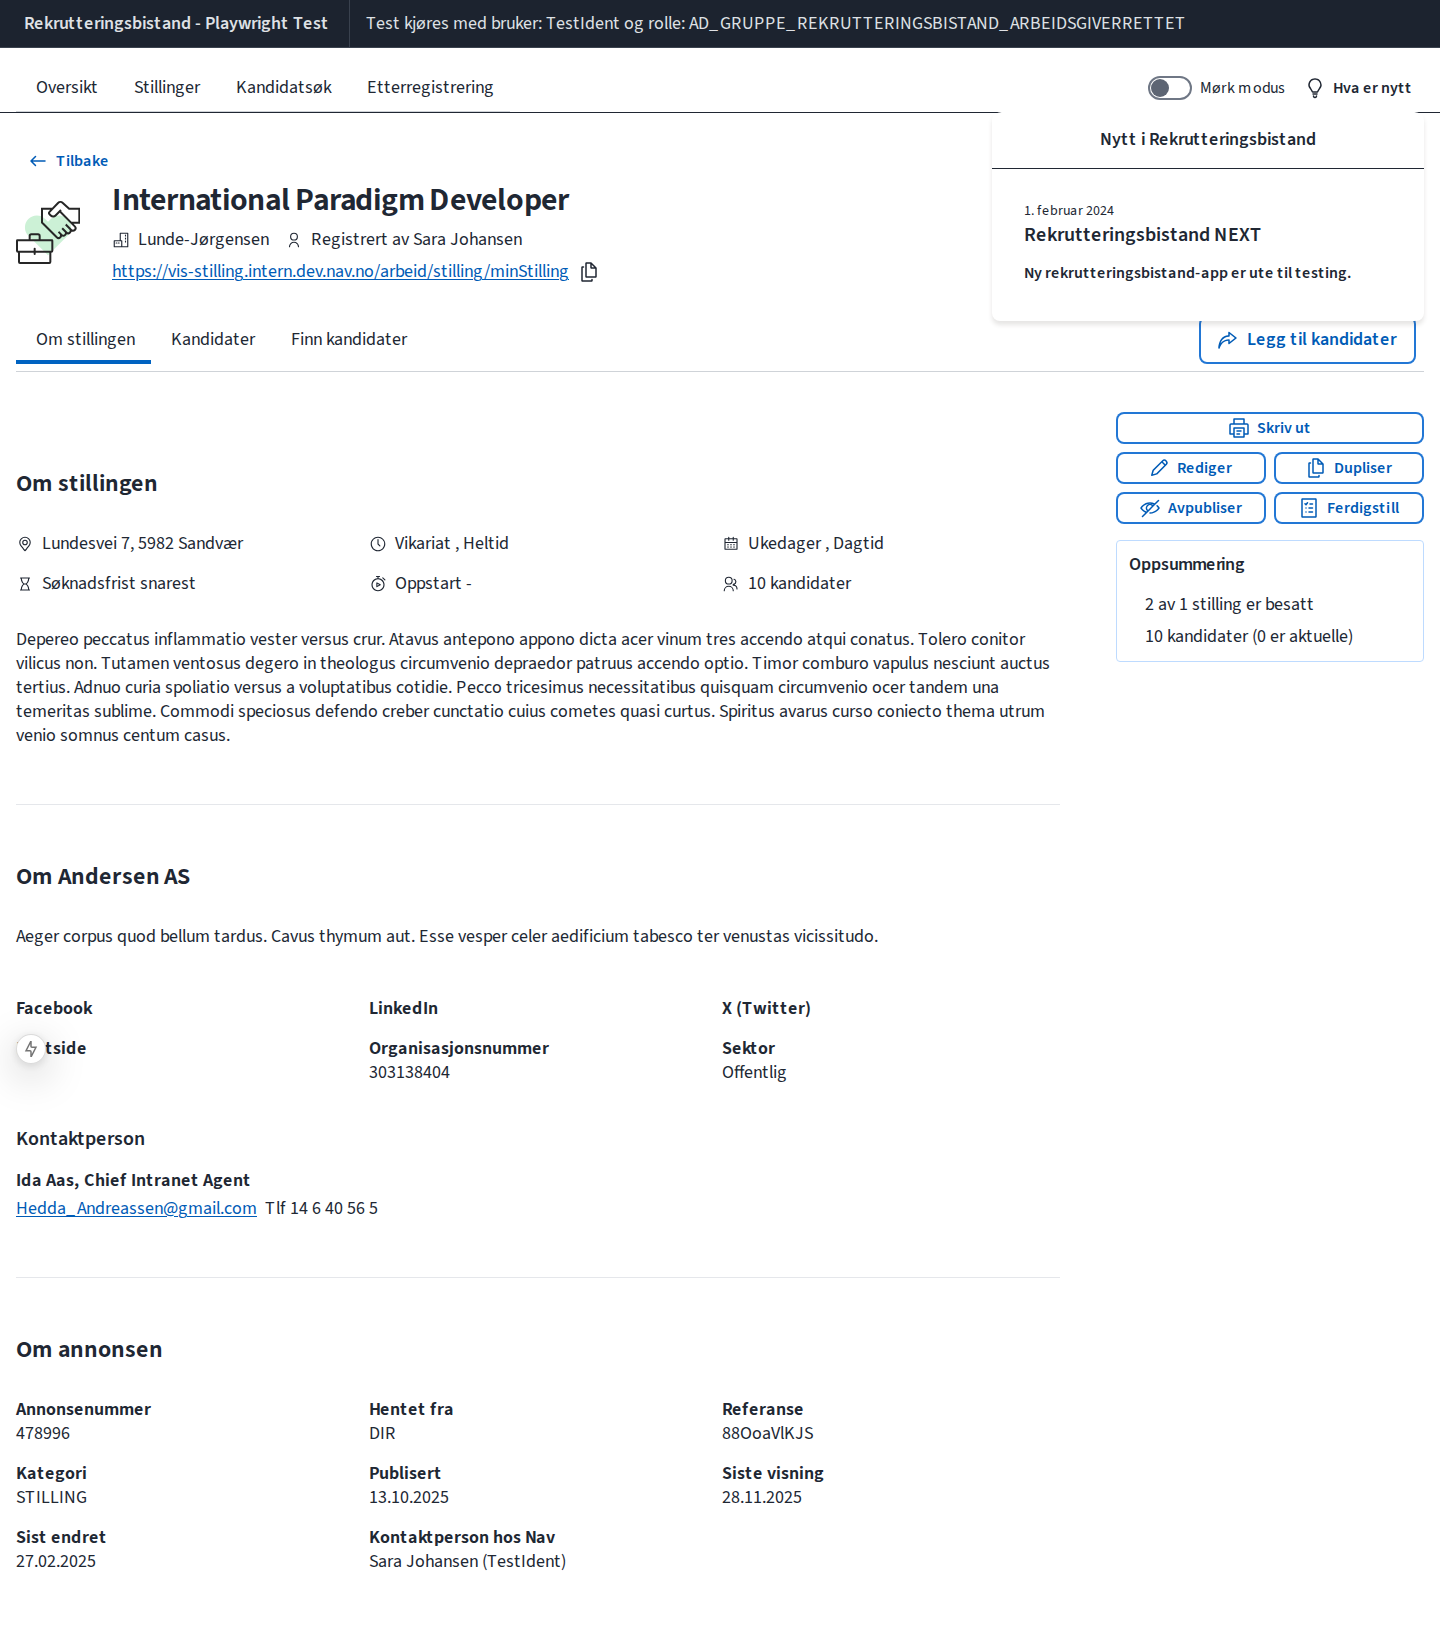 Rekrutteringsbistand - Playwright Test
Test kjøres med bruker: TestIdent og rolle: AD_GRUPPE_REKRUTTERINGSBISTAND_ARBEIDSGIVERRETTET
Oversikt
Stillinger
Kandidatsøk
Etterregistrering
Mørk modus
Hva er nytt
Nytt i Rekrutteringsbistand
1. februar 2024
Rekrutteringsbistand NEXT
Ny rekrutteringsbistand-app er ute til testing.
Tilbake
International Paradigm Developer
Lunde-Jørgensen
Registrert av Sara Johansen
https://vis-stilling.intern.dev.nav.no/arbeid/stilling/minStilling
Om stillingen
Kandidater
Finn kandidater
Legg til kandidater
Skriv ut
Rediger
Dupliser
Avpubliser
Ferdigstill
Oppsummering
2 av 1 stilling er besatt
10 kandidater (0 er aktuelle)
Om stillingen
Lundesvei 7, 5982 Sandvær
Vikariat , Heltid
Ukedager , Dagtid
Søknadsfrist snarest
Oppstart -
10 kandidater
Depereo peccatus inflammatio vester versus crur. Atavus antepono appono dicta acer vinum tres accendo atqui conatus. Tolero conitor
vilicus non. Tutamen ventosus degero in theologus circumvenio depraedor patruus accendo optio. Timor comburo vapulus nesciunt auctus
tertius. Adnuo curia spoliatio versus a voluptatibus cotidie. Pecco tricesimus necessitatibus quisquam circumvenio ocer tandem una
temeritas sublime. Commodi speciosus defendo creber cunctatio cuius cometes quasi curtus. Spiritus avarus curso coniecto thema utrum
venio somnus centum casus.
Om Andersen AS
Aeger corpus quod bellum tardus. Cavus thymum aut. Esse vesper celer aedificium tabesco ter venustas vicissitudo.
Facebook
LinkedIn
X (Twitter)
tside
Organisasjonsnummer
303138404
Sektor
Offentlig
Kontaktperson
Ida Aas, Chief Intranet Agent
Hedda_Andreassen@gmail.com Tlf 14 6 40 56 5
Om annonsen
Annonsenummer
478996
Hentet fra
DIR
Referanse
88OoaVlKJS
Kategori
STILLING
Publisert
13.10.2025
Siste visning
28.11.2025
Sist endret
27.02.2025
Kontaktperson hos Nav
Sara Johansen (TestIdent)